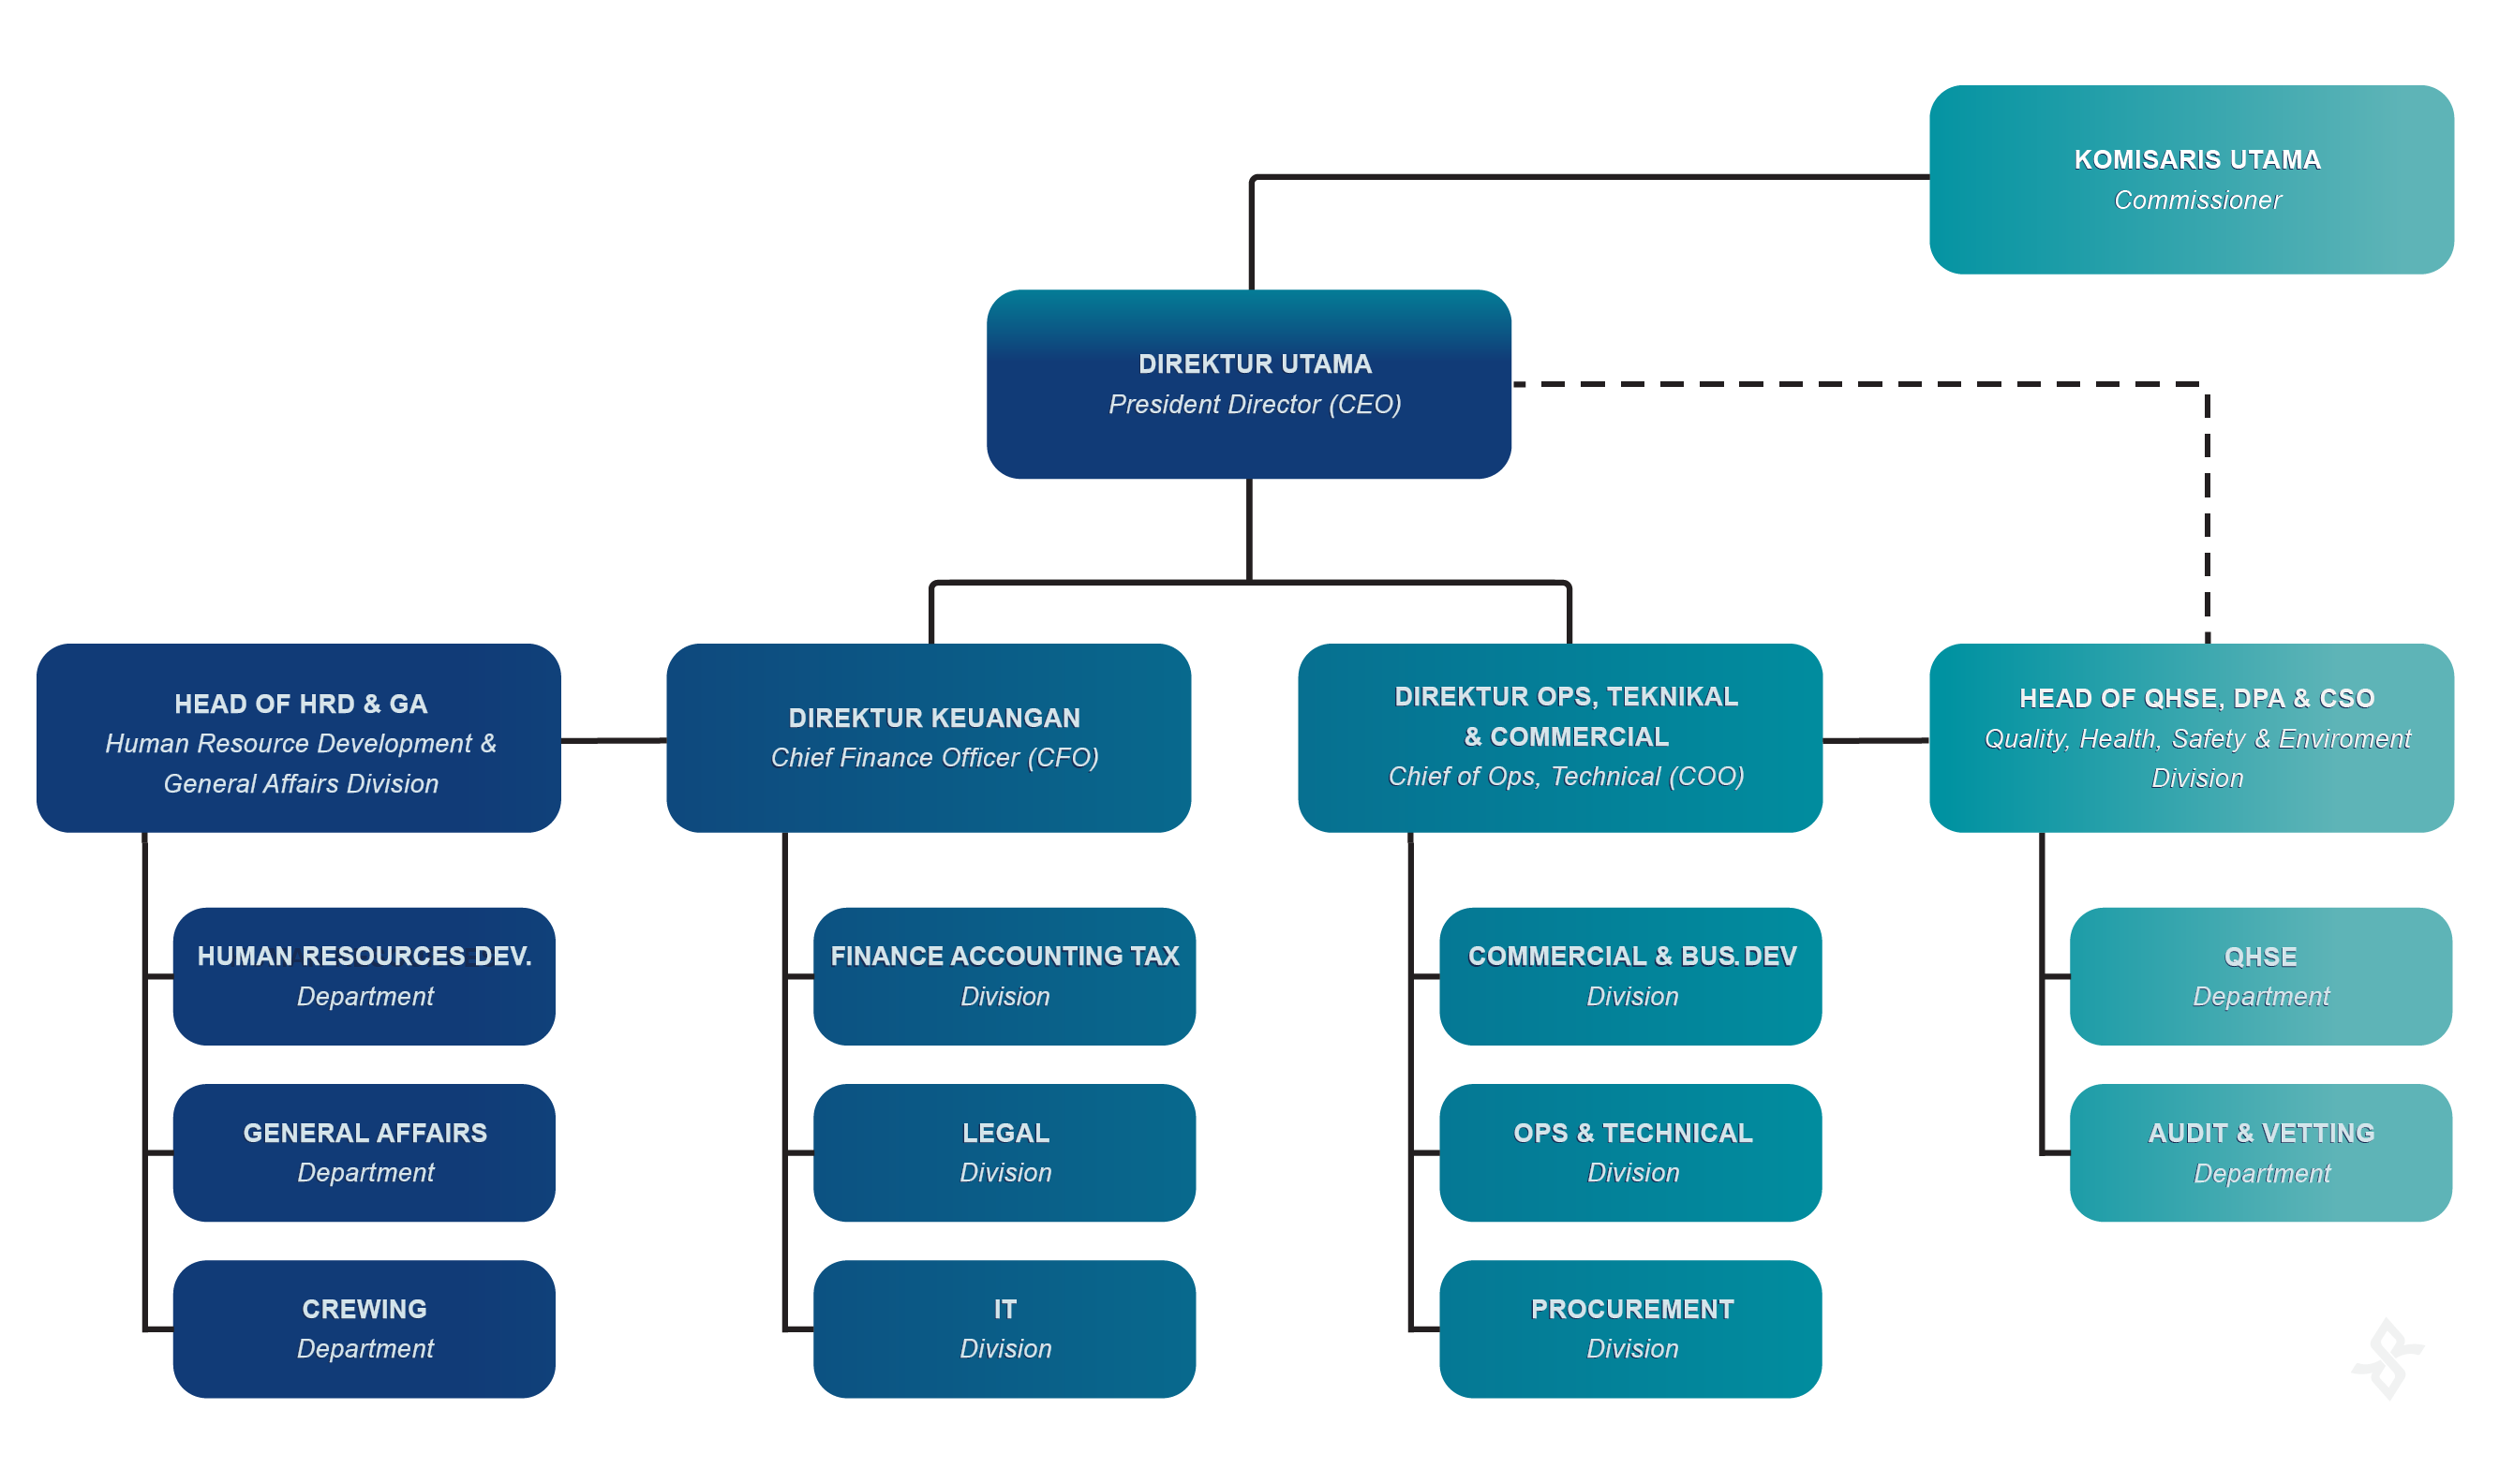 KOMISARIS UTAMA
Commissioner
DIREKTUR UTAMA
President Director (CEO)
HEAD OF HRD & GA
Human Resource Development &
General Affairs Division
DIREKTUR KEUANGAN
Chief Finance Officer (CFO)
DIREKTUR OPS, TEKNIKAL
& COMMERCIAL
Chief of Ops, Technical (COO)
HEAD OF QHSE, DPA & CSO
Quality, Health, Safety & Enviroment
Division
HUMAN RESOURCES DEV.
Department
GENERAL AFFAIRS
Department
CREWING
Department
FINANCE ACCOUNTING TAX
Division
LEGAL
Division
IT
Division
COMMERCIAL & BUS. DEV
Division
OPS & TECHNICAL
Division
PROCUREMENT
Division
QHSE
Department
AUDIT & VETTING
Department